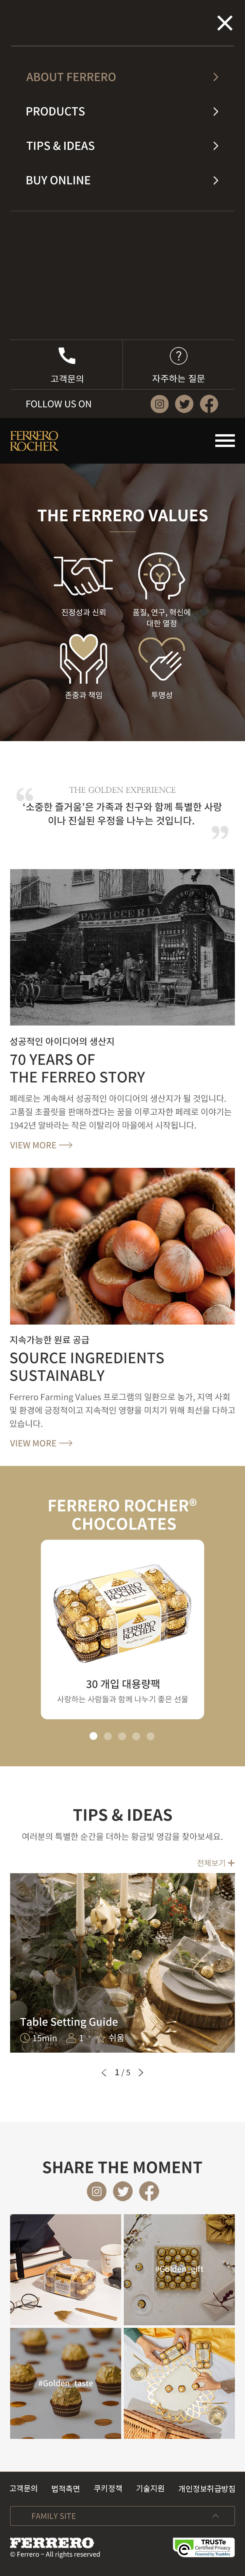 ABOUT FERRERO
PRODUCTS
TIPS & IDEAS
BUY ONLINE
고객문의
자주하는 질문
FOLLOW US ON
FERRERO
ROCHER
THE FERRERO VALUES
진정성과 신뢰
품질, 연구, 혁신에
대한 열정
존중과 책임
투명성
THE GOLDEN EXPERIENCE
‘소중한 즐거움’은 가족과 친구와 함께 특별한 사랑
이나 진실된 우정을 나누는 것입니다.
PASTICCERIA
성공적인 아이디어의 생산지
70 YEARS OF
THE FERREO STORY
페레로는 계속해서 성공적인 아이디어의 생산지가 될 것입니다.
고품질 초콜릿을 판매하겠다는 꿈을 이루고자한 페레로 이야기는
1942년 알바라는 작은 이탈리아 마을에서 시작됩니다.
VIEW MORE
지속가능한 원료 공급
SOURCE INGREDIENTS
SUSTAINABLY
Ferrero Farming Values 프로그램의 일환으로 농가, 지역 사회
및 환경에 긍정적이고 지속적인 영향을 미치기 위해 최선을 다하고
있습니다.
VIEW MORE
FERRERO ROCHER®
CHOCOLATES
FERRERO
ROCHER
FERRERO
ROCHER
30 개입 대용량팩
사랑하는 사람들과 함께 나누기 좋은 선물
TIPS & IDEAS
여러분의 특별한 순간을 더하는 황금빛 영감을 찾아보세요.
전체보기 +
Table Setting Guide
15min 1 쉬움
1 / 5
SHARE THE MOMENT
#Golden_gift
#Golden_taste
고객문의 법적측면 쿠키정책 기술지원 개인정보취급방침
FAMILY SITE
FERRERO
© Ferrero – All rights reserved
TRUSTe
Certified Privacy
Powered by TrustArc